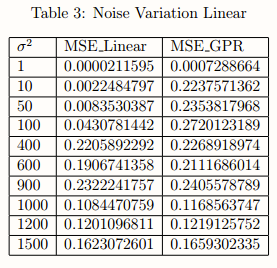 Table 3: Noise Variation Linear
σ² MSE_Linear MSE_GPR
1 0.0000211595 0.0007288664
10 0.0022484797 0.2237571362
50 0.0083530387 0.2353817968
100 0.0430781442 0.2720123189
400 0.2205892292 0.2268918974
600 0.1906741358 0.2111686014
900 0.2322241757 0.2405578789
1000 0.1084470759 0.1168563747
1200 0.1201096811 0.1219125752
1500 0.1623072601 0.1659302335